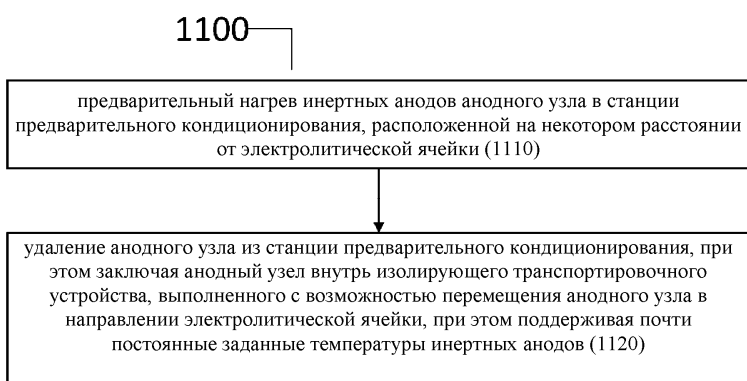 1100
предварительный нагрев инертных анодов анодного узла в станции
предварительного кондиционирования, расположенной на некотором расстоянии
от электролитической ячейки (1110)
удаление анодного узла из станции предварительного кондиционирования, при
этом заключая анодный узел внутрь изолирующего транспортировочного
устройства, выполненного с возможностью перемещения анодного узла в
направлении электролитической ячейки, при этом поддерживая почти
постоянные заданные температуры инертных анодов (1120)